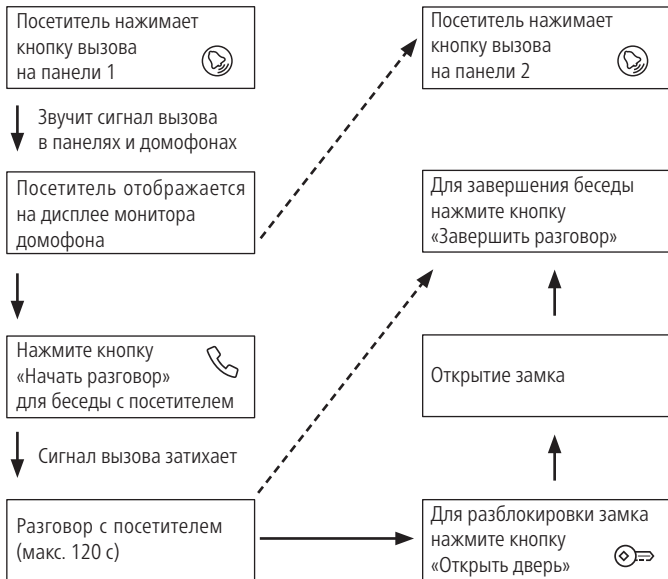 Посетитель нажимает
кнопку вызова
на панели 1
Звучит сигнал вызова
в панелях и домофонах
Посетитель отображается
на дисплее монитора
домофона
Нажмите кнопку
«Начать разговор»
для беседы с посетителем
Сигнал вызова затихает
Разговор с посетителем
(макс. 120 с)
Посетитель нажимает
кнопку вызова
на панели 2
Для завершения беседы
нажмите кнопку
«Завершить разговор»
Открытие замка
Для разблокировки замка
нажмите кнопку
«Открыть дверь»